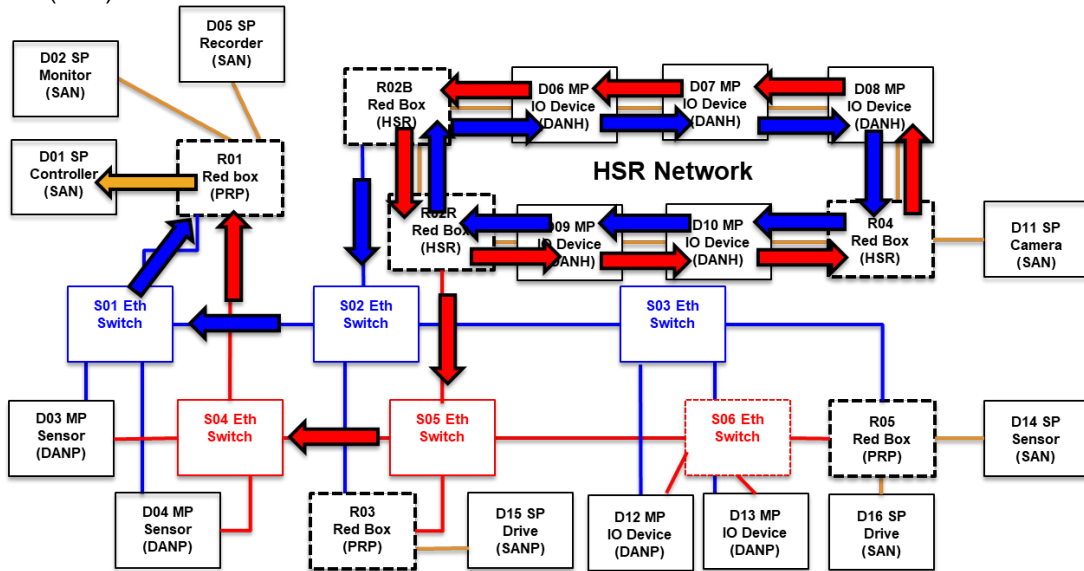 D05 SP
Recorder
(SAN)
D02 SP
Monitor
(SAN)
R02B
Red Box
(HSR)
D06 MP
IO Device
(DANH)
D07 MP
IO Device
(DANH)
D08 MP
IO Device
(DANH)
D01 SP
Controller
(SAN)
R01
Red box
(PRP)
HSR Network
R02R
Red Box
(HSR)
D09 MP
IO Device
(DANH)
D10 MP
IO Device
(DANH)
R04
Red Box
(HSR)
D11 SP
Camera
(SAN)
S01 Eth
Switch
S02 Eth
Switch
S03 Eth
Switch
D03 MP
Sensor
(DANP)
S04 Eth
Switch
S05 Eth
Switch
S06 Eth
Switch
R05
Red Box
(PRP)
D14 SP
Sensor
(SAN)
D04 MP
Sensor
(DANP)
R03
Red Box
(PRP)
D15 SP
Drive
(SANP)
D12 MP
IO Device
(DANP)
D13 MP
IO Device
(DANP)
D16 SP
Drive
(SAN)